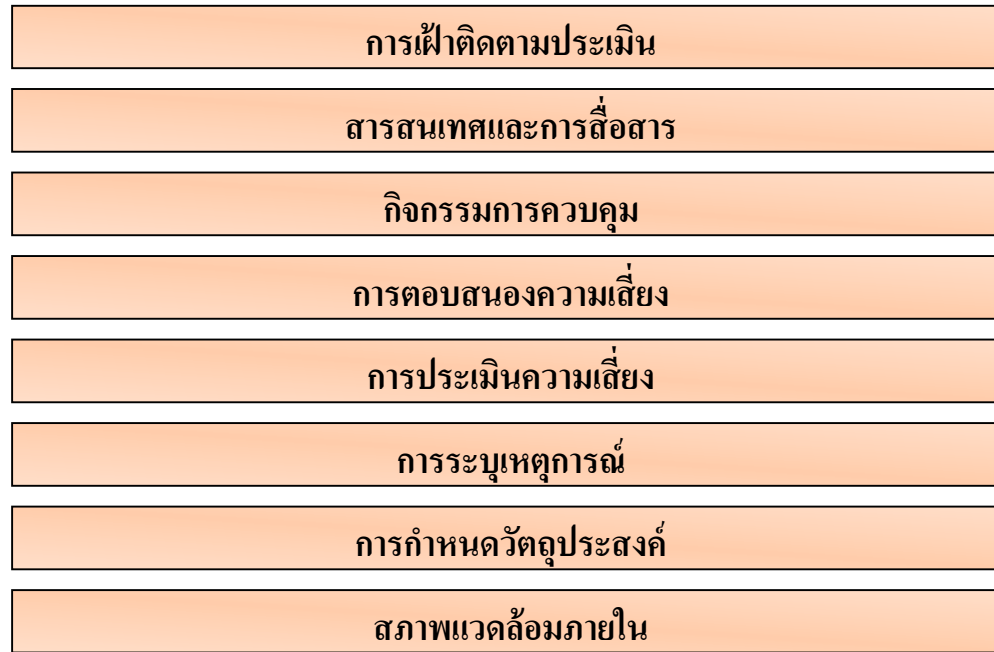 การเฝ้าติดตามประเมิน
สารสนเทศและการสื่อสาร
กิจกรรมการควบคุม
การตอบสนองความเสี่ยง
การประเมินความเสี่ยง
การระบุเหตุการณ์
การกำหนดวัตถุประสงค์
สภาพแวดล้อมภายใน